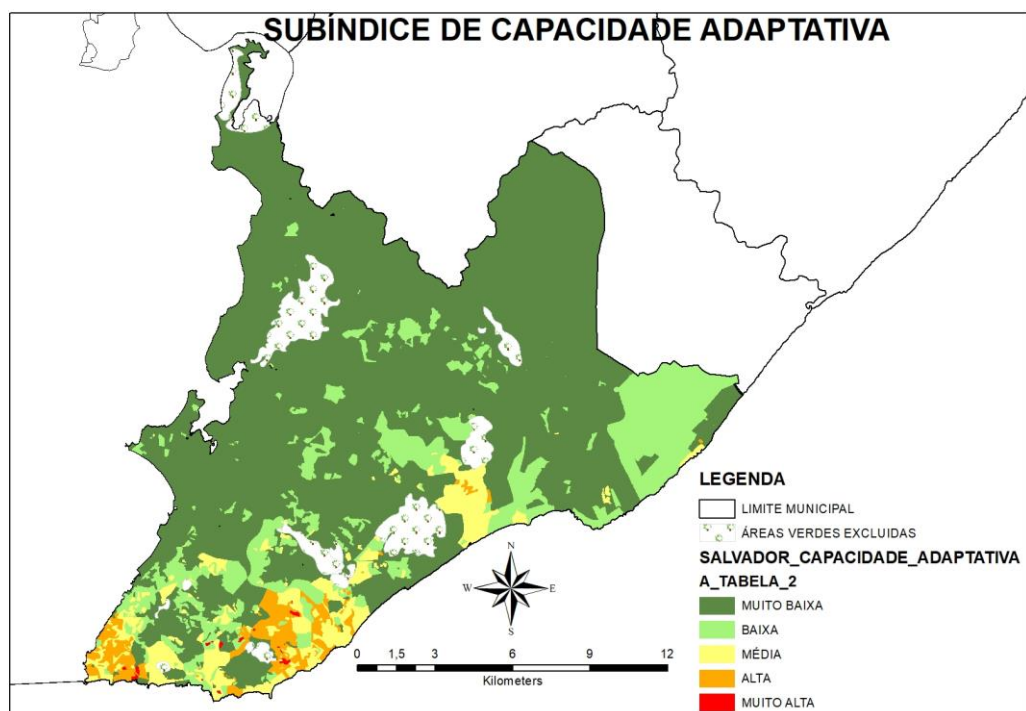 SUBÍNDICE DE CAPACIDADE ADAPTATIVA
LEGENDA
LIMITE MUNICIPAL
ÁREAS VERDES EXCLUIDAS
SALVADOR_CAPACIDADE_ADAPTATIVA
A_TABELA_2
MUITO BAIXA
BAIXA
MÉDIA
ALTA
MUITO ALTA
N
W E
S
0 1,5 3 6 9 12
Kilometers